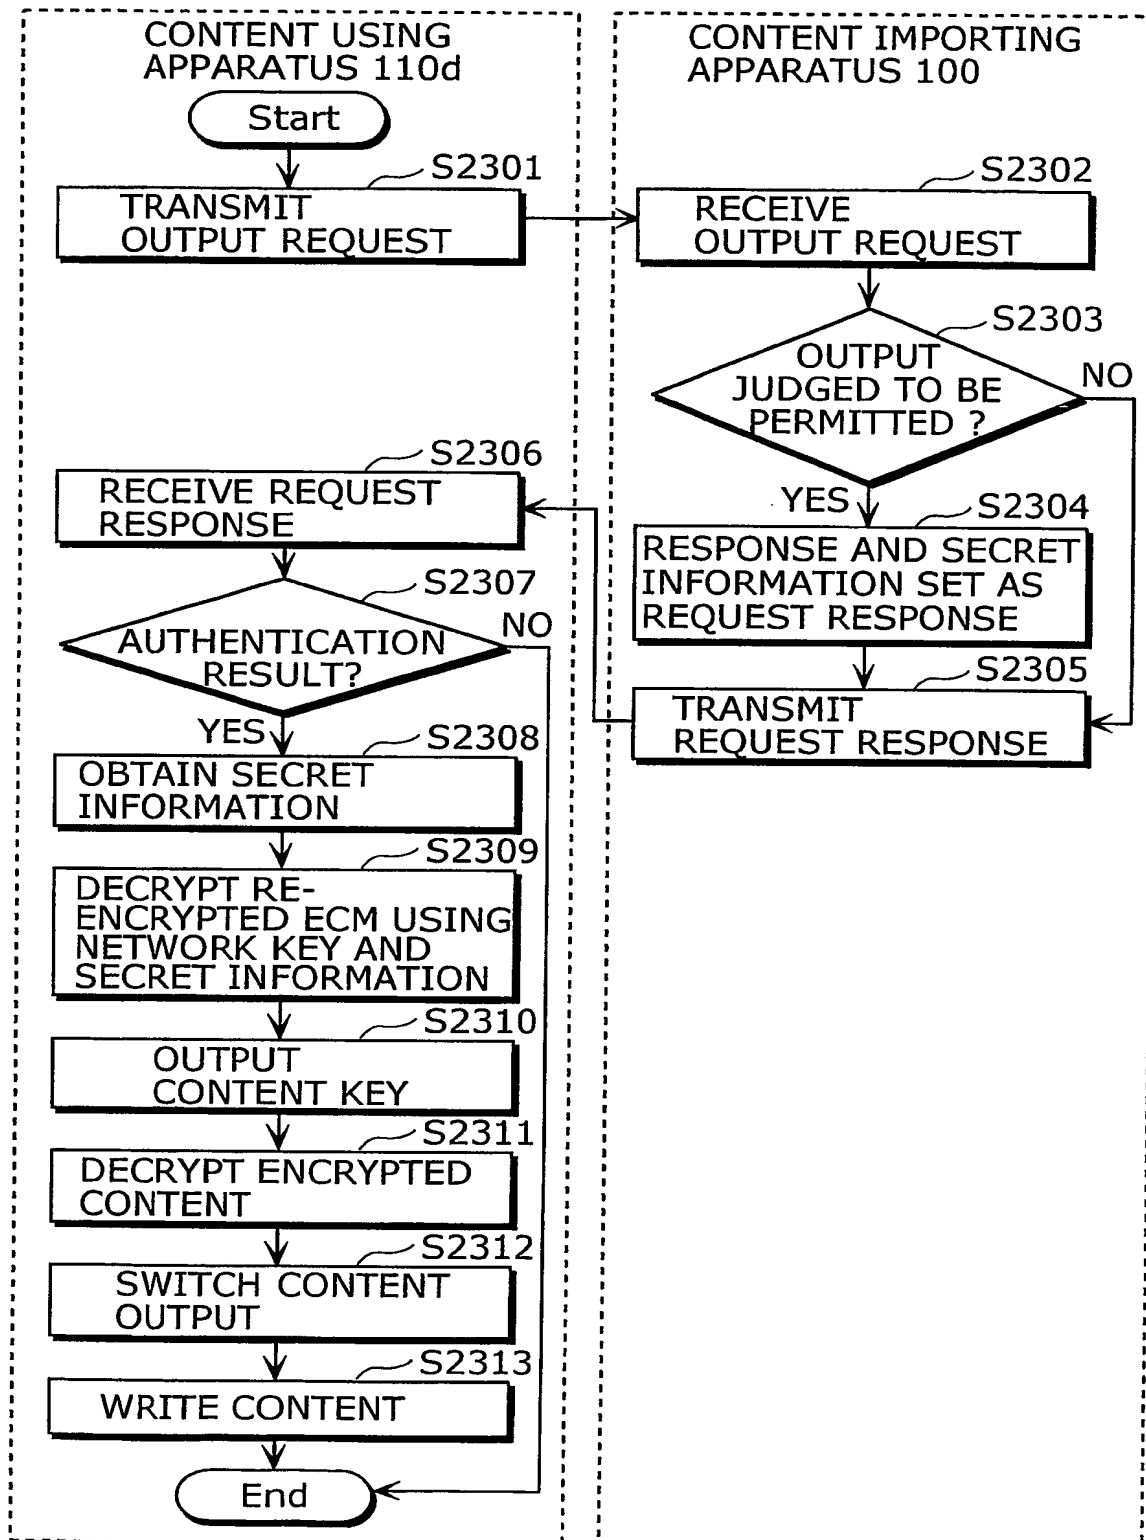 CONTENT USING
APPARATUS 110d
Start
S2301
TRANSMIT
OUTPUT REQUEST
CONTENT IMPORTING
APPARATUS 100
S2302
RECEIVE
OUTPUT REQUEST
S2303
OUTPUT
JUDGED TO BE
PERMITTED ?
NO
YES
S2304
RESPONSE AND SECRET
INFORMATION SET AS
REQUEST RESPONSE
S2305
TRANSMIT
REQUEST RESPONSE
S2306
RECEIVE REQUEST
RESPONSE
S2307
AUTHENTICATION
RESULT?
NO
YES
S2308
OBTAIN SECRET
INFORMATION
S2309
DECRYPT RE-
ENCRYPTED ECM USING
NETWORK KEY AND
SECRET INFORMATION
S2310
OUTPUT
CONTENT KEY
S2311
DECRYPT ENCRYPTED
CONTENT
S2312
SWITCH CONTENT
OUTPUT
S2313
WRITE CONTENT
End